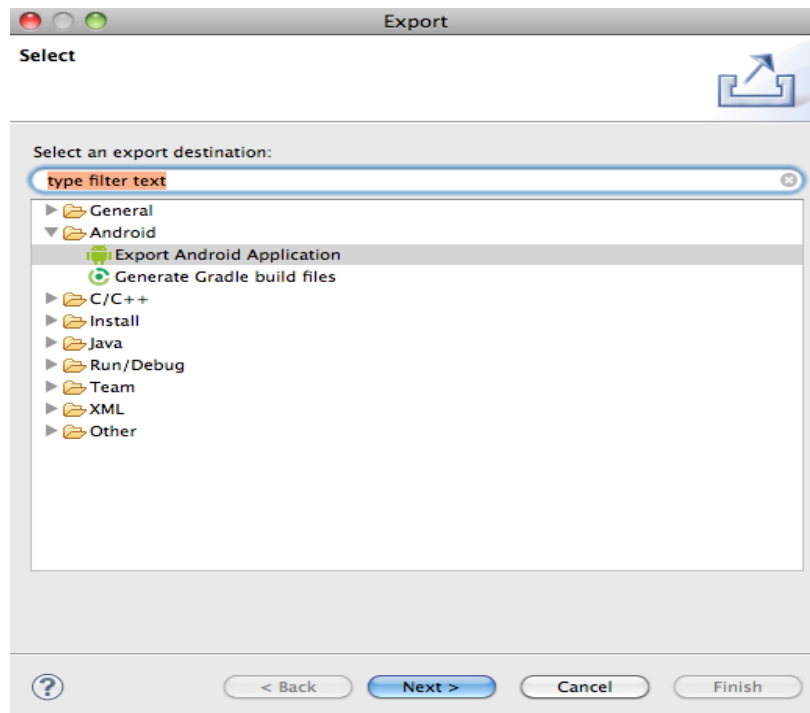 Export
Select
Select an export destination:
type filter text
General
Android
Export Android Application
Generate Gradle build files
C/C++
Install
Java
Run/Debug
Team
XML
Other
? < Back Next > Cancel Finish